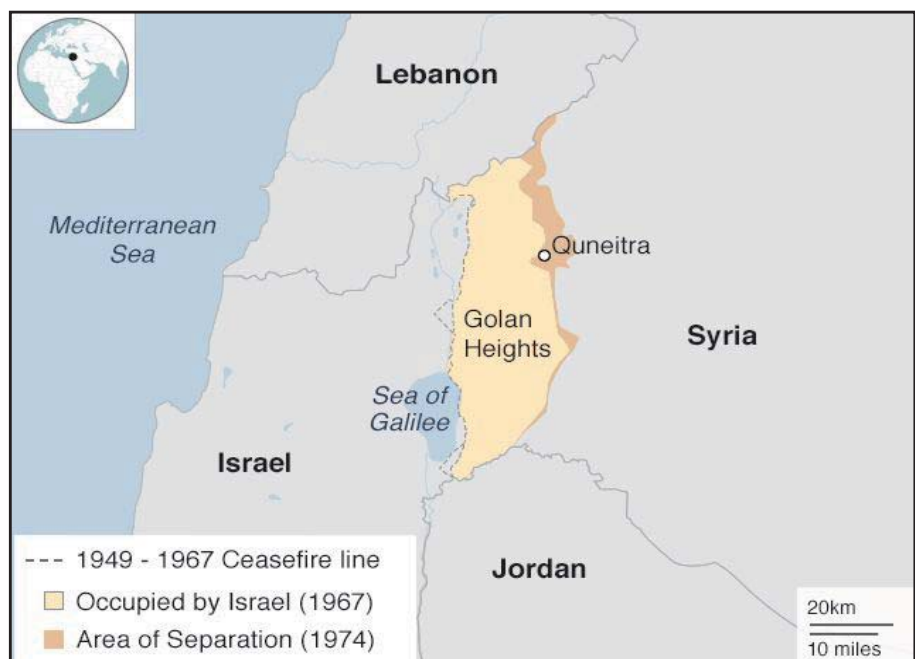 Lebanon
Mediterranean
Sea
Quneitra
Golan
Heights
Syria
Sea of
Galilee
Israel
Jordan
1949 - 1967 Ceasefire line
Occupied by Israel (1967)
Area of Separation (1974)
20km
10 miles